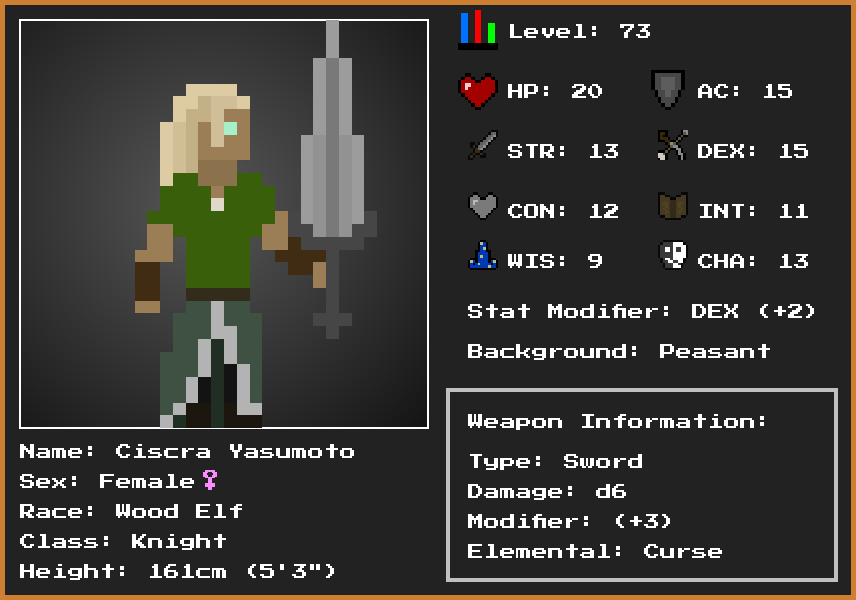 Level: 73
HP: 20
AC: 15
STR: 13
DEX: 15
CON: 12
INT: 11
WIS: 9
CHA: 13
Stat Modifier: DEX (+2)
Background: Peasant
Weapon Information:
Type: Sword
Damage: d6
Modifier: (+3)
Elemental: Curse
Name: Ciscra Yasumoto
Sex: Female♀
Race: Wood Elf
Class: Knight
Height: 161cm (5'3")